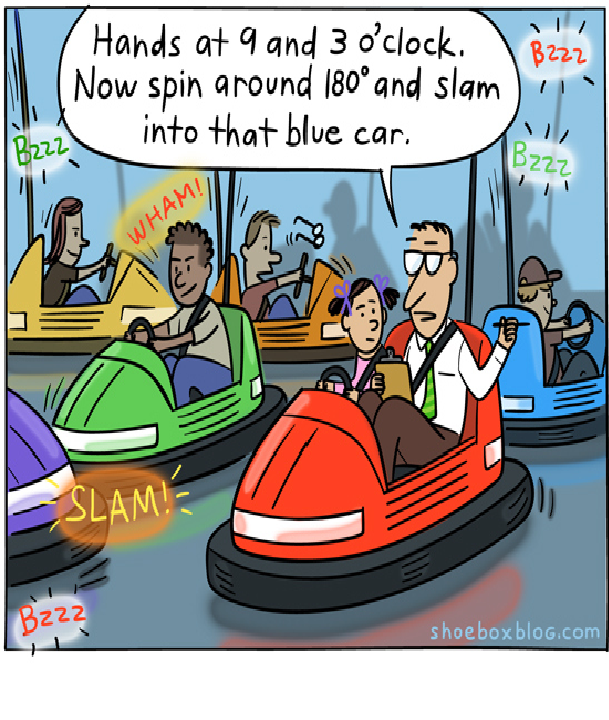 Hands at 9 and 3 o'clock.
Now spin around 180° and slam
into that blue car.
Bzzz
Bzzz
Bzzz
WHAM!
SLAM!
Bzzz
shoeboxblog.com